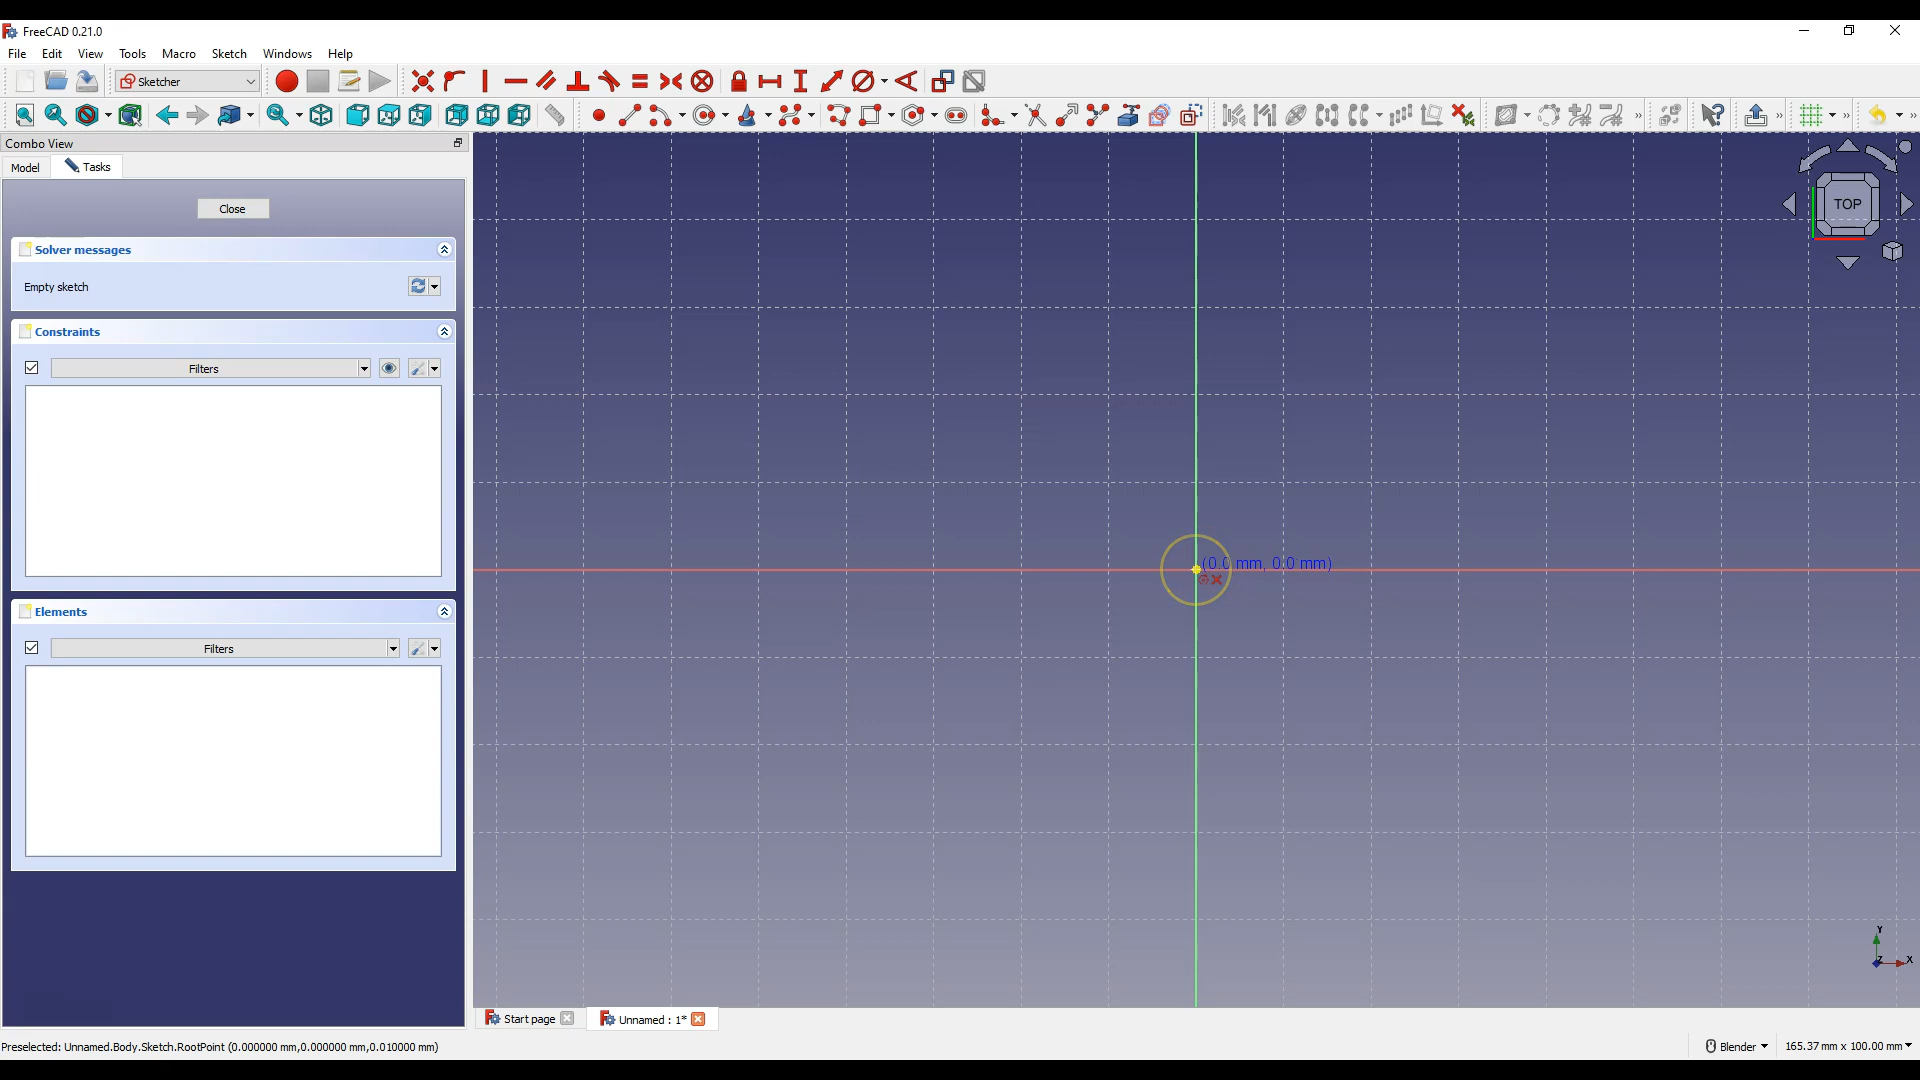 FreeCAD 0.21.0
File Edit View Tools Macro Sketch Windows Help
Sketcher
Combo View
Model Tasks
Close
Solver messages
Empty sketch
Constraints
Filters
Elements
Filters
TOP
(0.0 mm, 0.0 mm)
Y
Z X
Start page Unnamed : 1*
Preselected: Unnamed.Body.Sketch.RootPoint (0.000000 mm,0.000000 mm,0.010000 mm) Blender 165.37 mm x 100.00 mm